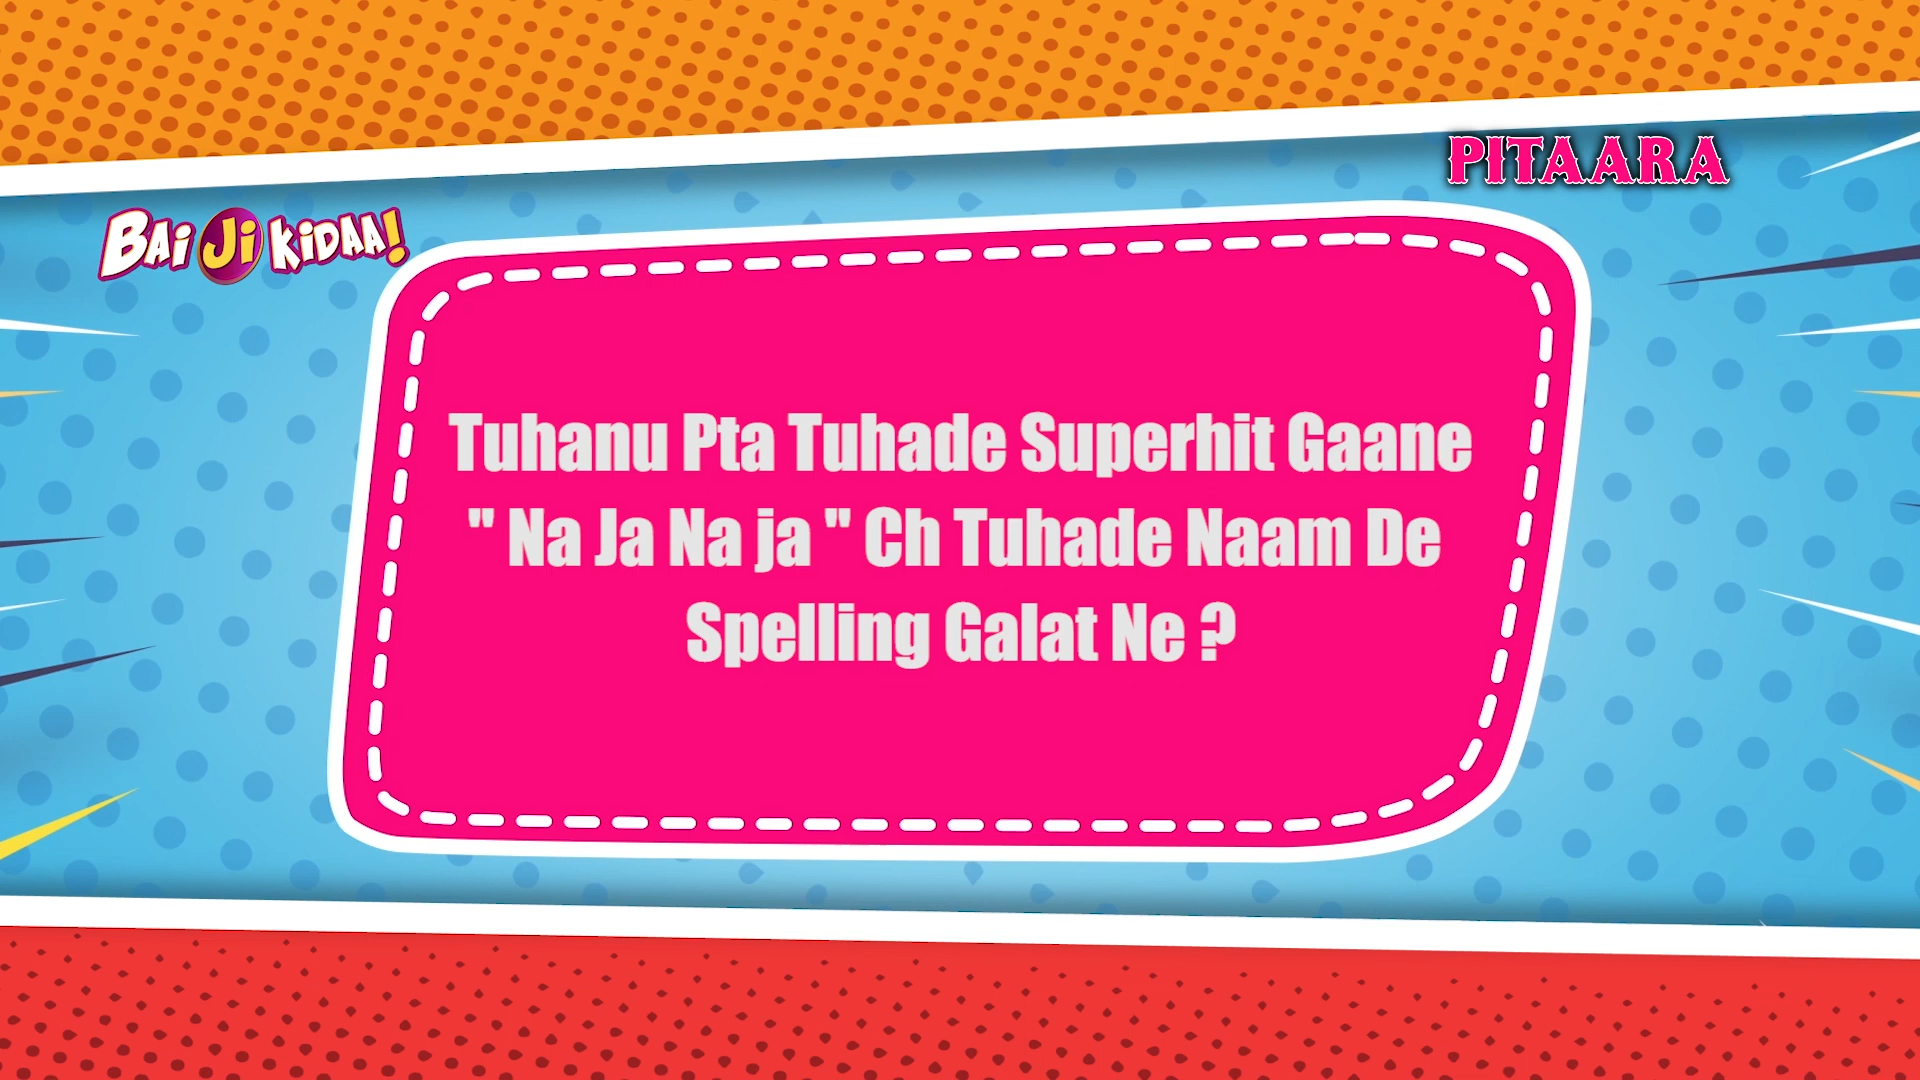 PITAARA
BAi Ji KiDAA!
Tuhanu Pta Tuhade Superhit Gaane
" Na Ja Na ja " Ch Tuhade Naam De
Spelling Galat Ne ?